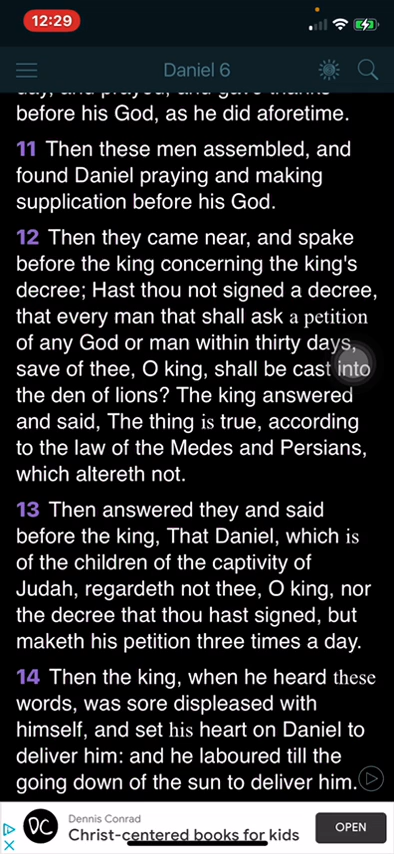 12:29
Daniel 6
day, and prayed, and gave thanks
before his God, as he did aforetime.
11 Then these men assembled, and
found Daniel praying and making
supplication before his God.
12 Then they came near, and spake
before the king concerning the king's
decree; Hast thou not signed a decree,
that every man that shall ask a petition
of any God or man within thirty days,
save of thee, O king, shall be cast into
the den of lions? The king answered
and said, The thing is true, according
to the law of the Medes and Persians,
which altereth not.
13 Then answered they and said
before the king, That Daniel, which is
of the children of the captivity of
Judah, regardeth not thee, O king, nor
the decree that thou hast signed, but
maketh his petition three times a day.
14 Then the king, when he heard these
words, was sore displeased with
himself, and set his heart on Daniel to
deliver him: and he laboured till the
going down of the sun to deliver him.
DC
Dennis Conrad
Christ-centered books for kids
OPEN